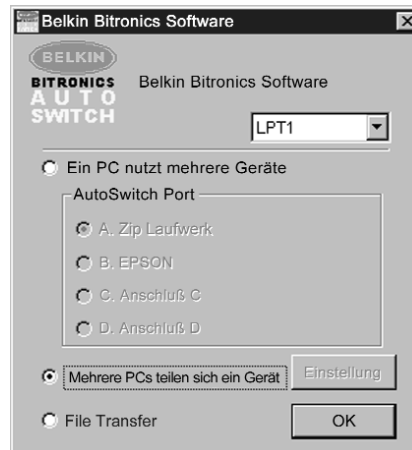 Belkin Bitronics Software
BELKIN
BITRONICS
AUTO
SWITCH
Belkin Bitronics Software
LPT1
Ein PC nutzt mehrere Geräte
AutoSwitch Port
A. Zip Laufwerk
B. EPSON
C. Anschluß C
D. Anschluß D
Mehrere PCs teilen sich ein Gerät
Einstellung
File Transfer
OK